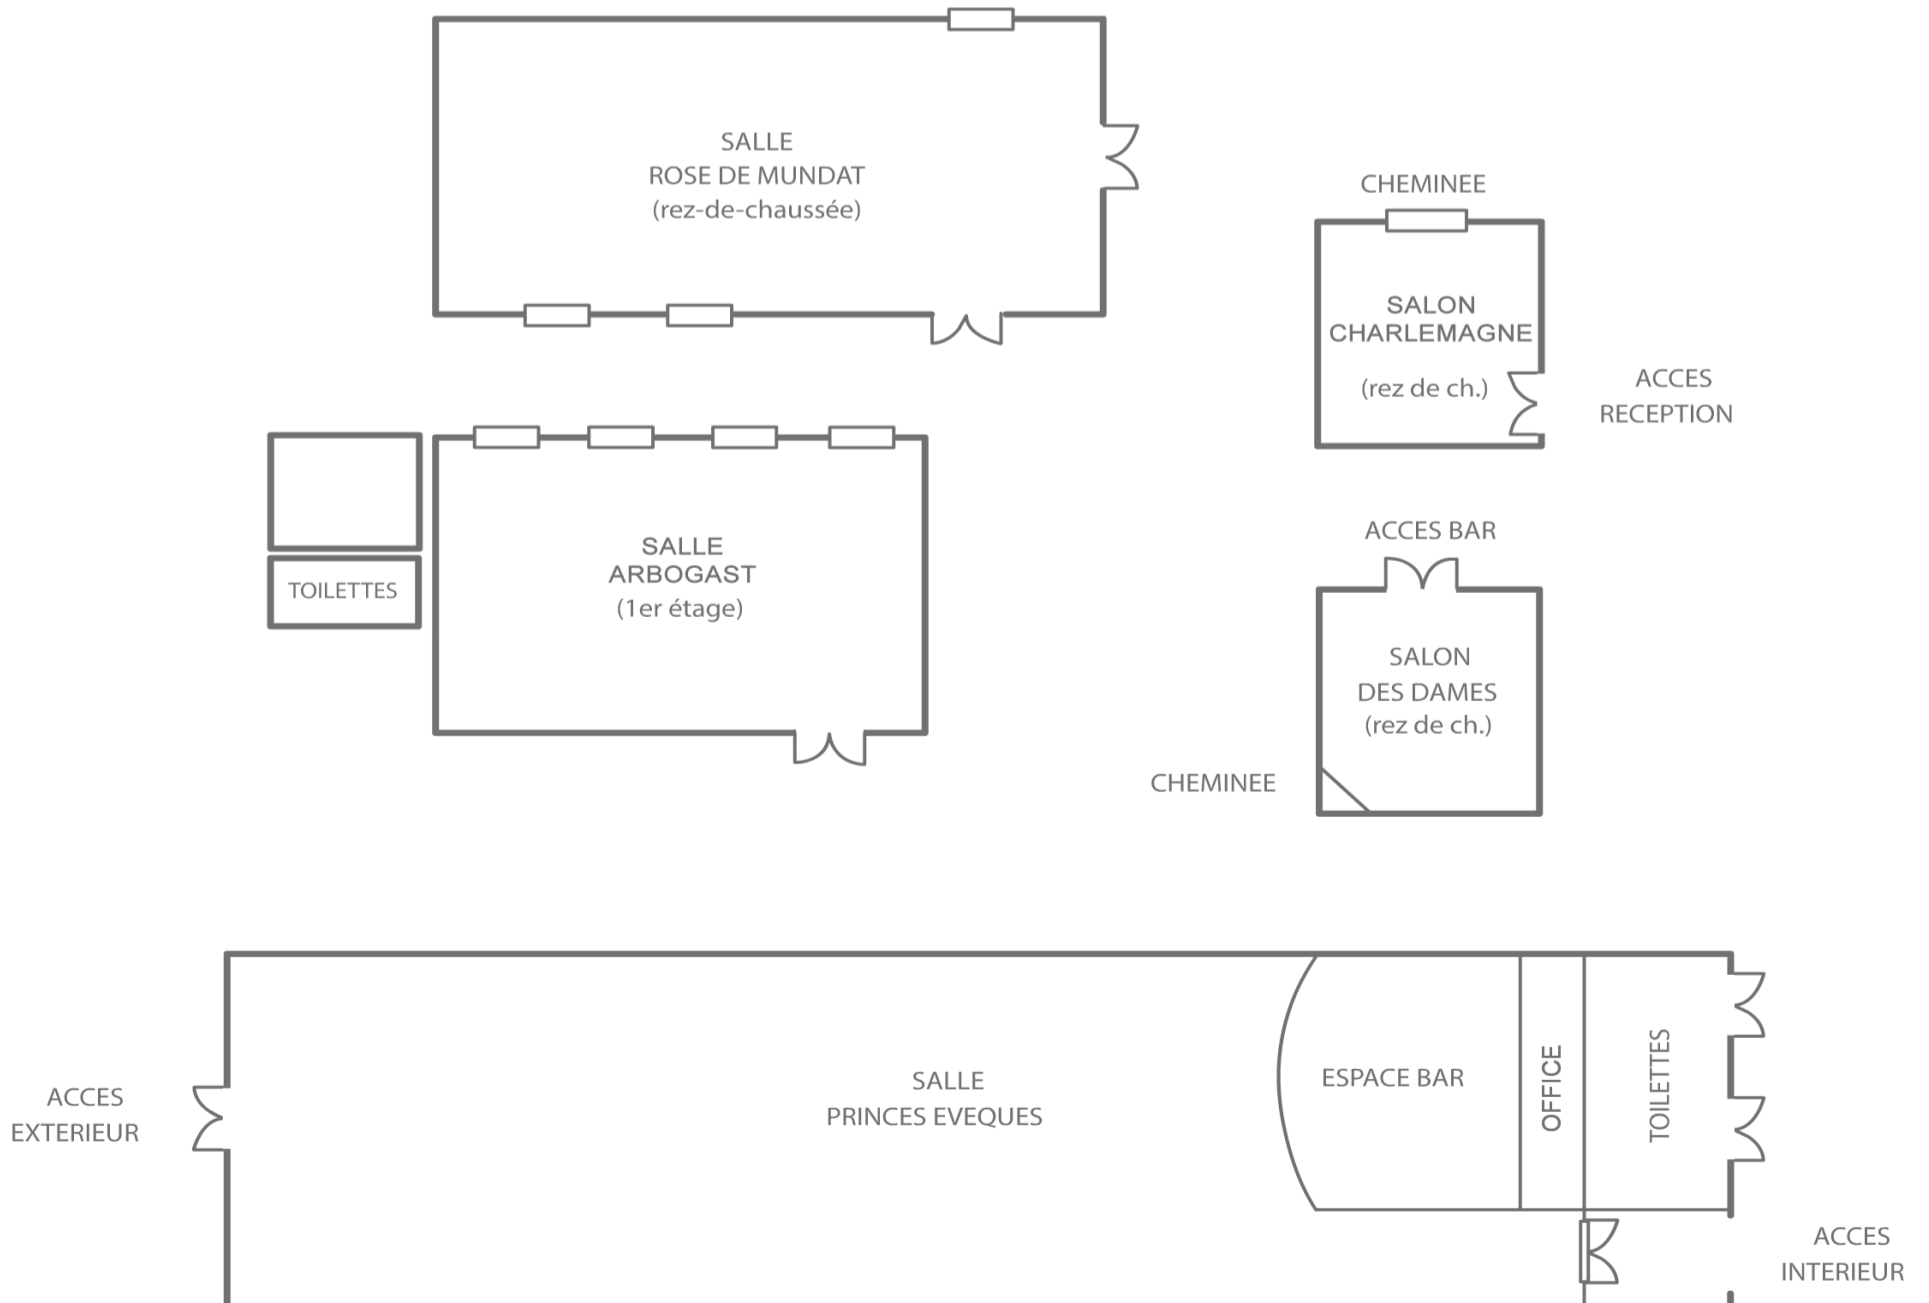 SALLE
ROSE DE MUNDAT
(rez-de-chaussée)
CHEMINEE
SALON
CHARLEMAGNE
(rez de ch.)
ACCES
RECEPTION
TOILETTES
SALLE
ARBOGAST
(1er étage)
ACCES BAR
SALON
DES DAMES
(rez de ch.)
CHEMINEE
ACCES
EXTERIEUR
SALLE
PRINCES EVEQUES
ESPACE BAR
OFFICE
TOILETTES
ACCES
INTERIEUR